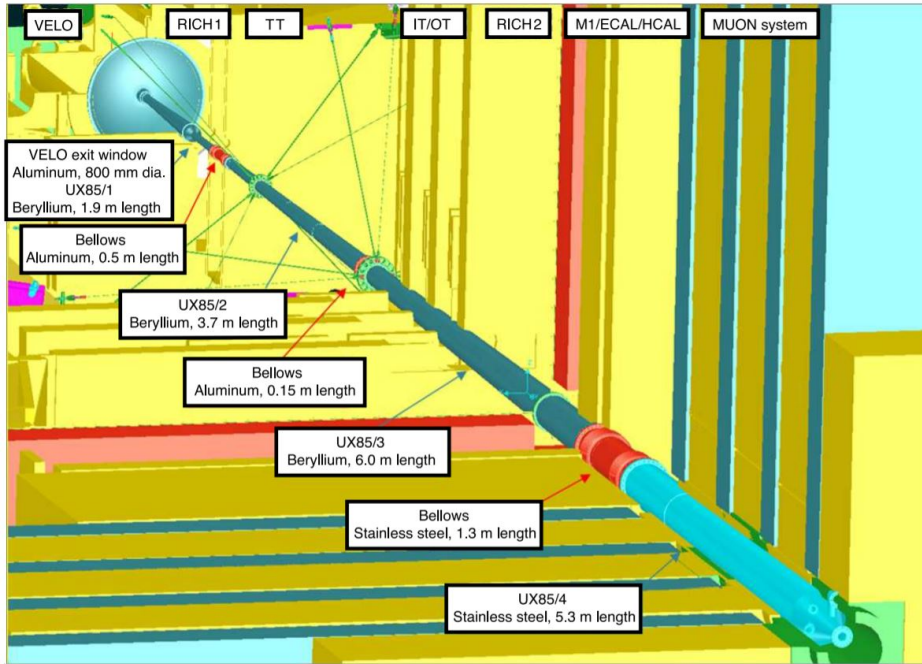 VELO
RICH1
TT
IT/OT
RICH2
M1/ECAL/HCAL
MUON system
VELO exit window
Aluminum, 800 mm dia.
UX85/1
Beryllium, 1.9 m length
Bellows
Aluminum, 0.5 m length
UX85/2
Beryllium, 3.7 m length
Bellows
Aluminum, 0.15 m length
UX85/3
Beryllium, 6.0 m length
Bellows
Stainless steel, 1.3 m length
UX85/4
Stainless steel, 5.3 m length